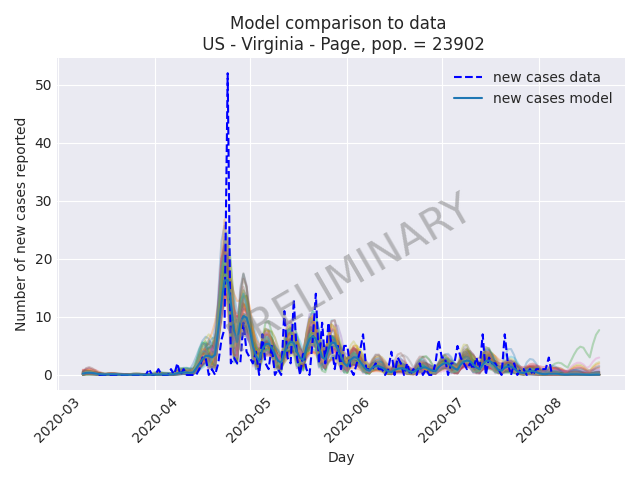 Model comparison to data
US - Virginia - Page, pop. = 23902
new cases data
new cases model
PRELIMINARY
Number of new cases reported
50
40
30
20
10
0
2020-03
2020-04
2020-05
2020-06
2020-07
2020-08
Day